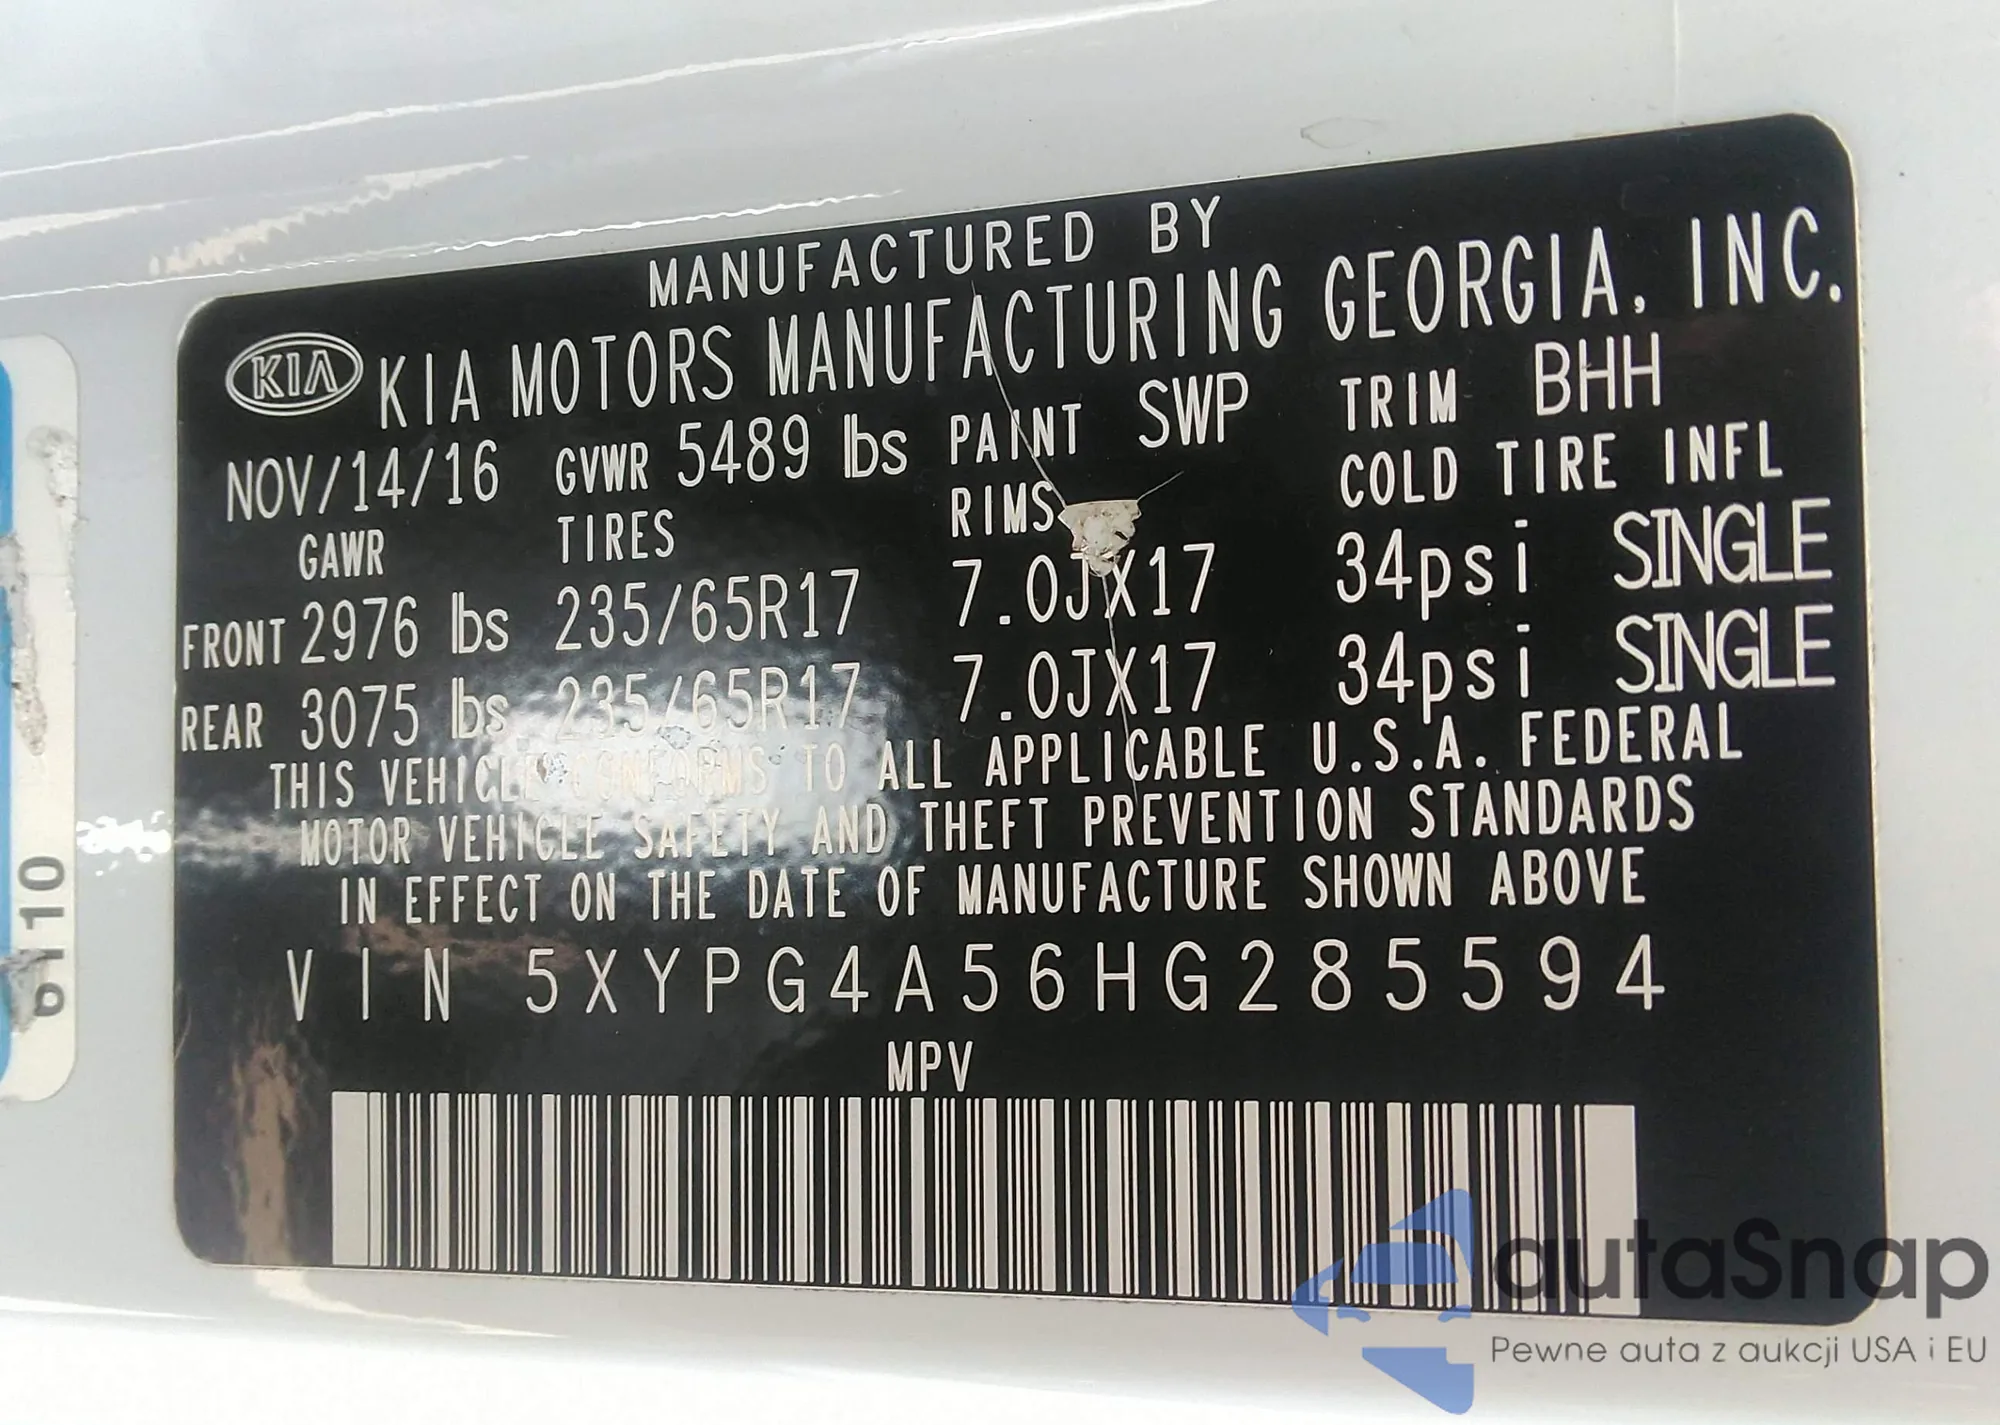 MANUFACTURED BY
KIA KIA MOTORS MANUFACTURING GEORGIA, INC.
NOV/14/16 GVWR 5489 lbs PAINT SWP TRIM BHH
GAWR TIRES RIMS COLD TIRE INFL
FRONT 2976 lbs 235/65R17 7.0JX17 34psi SINGLE
REAR 3075 lbs 235/65R17 7.0JX17 34psi SINGLE
THIS VEHICLE CONFORMS TO ALL APPLICABLE U.S.A. FEDERAL
MOTOR VEHICLE SAFETY AND THEFT PREVENTION STANDARDS
IN EFFECT ON THE DATE OF MANUFACTURE SHOWN ABOVE
VIN 5XYPG4A56HG285594
MPV
autaSnap
Pewne auta z aukcji USA i EU